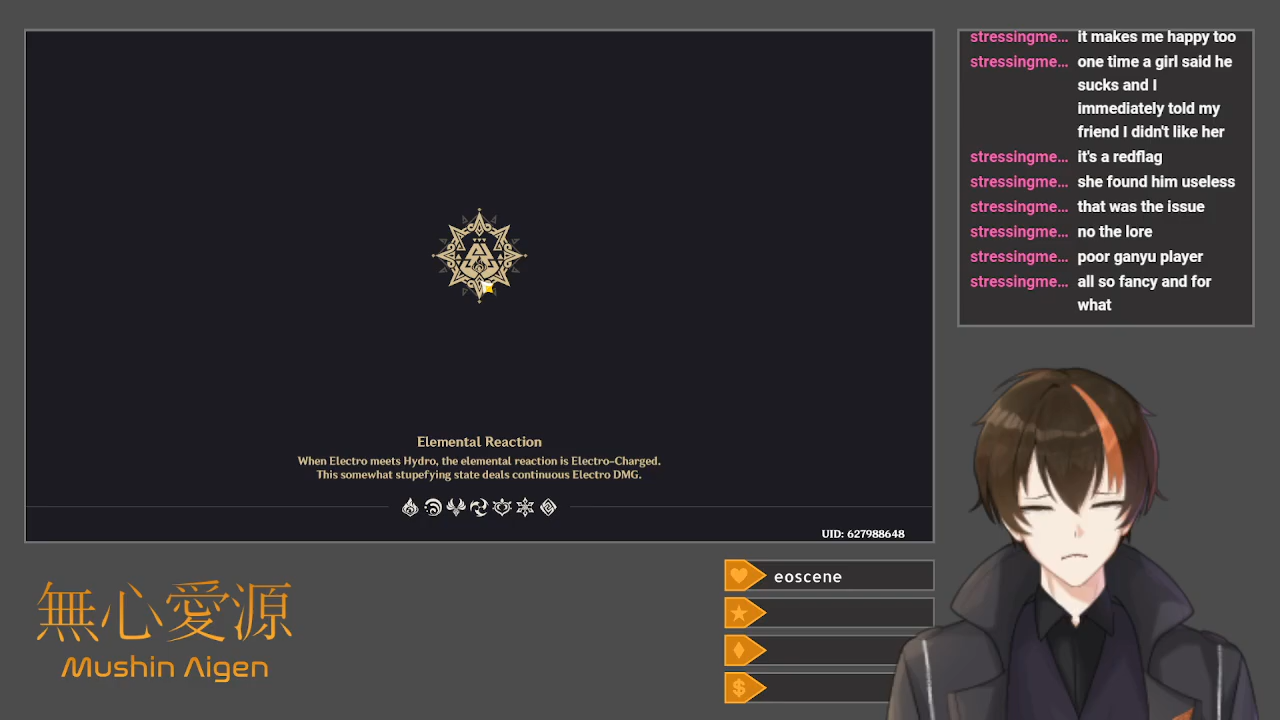 stressingme... it makes me happy too
stressingme... one time a girl said he
sucks and I
immediately told my
friend I didn't like her
stressingme... it's a redflag
stressingme... she found him useless
stressingme... that was the issue
stressingme... no the lore
stressingme... poor ganyu player
stressingme... all so fancy and for
what
Elemental Reaction
When Electro meets Hydro, the elemental reaction is Electro-Charged.
This somewhat stupefying state deals continuous Electro DMG.
UID: 627988648
eoscene
無心愛源
Mushin Aigen
$